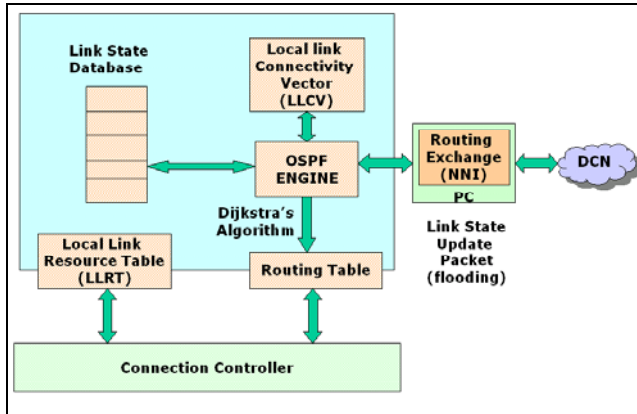 Link State
Database
Local link
Connectivity
Vector
(LLCV)
OSPF
ENGINE
Routing
Exchange
(NNI)
PC
DCN
Dijkstra's
Algorithm
Link State
Update
Packet
(flooding)
Local Link
Resource Table
(LLRT)
Routing Table
Connection Controller